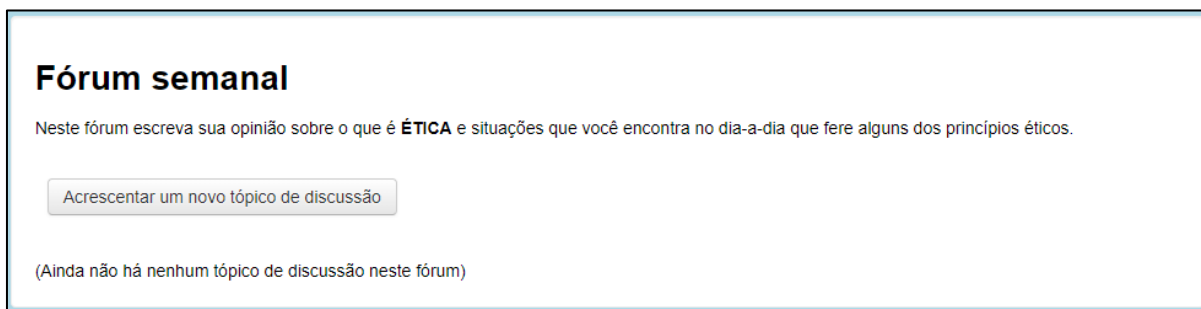 Fórum semanal
Neste fórum escreva sua opinião sobre o que é ÉTICA e situações que você encontra no dia-a-dia que fere alguns dos princípios éticos.
Acrescentar um novo tópico de discussão
(Ainda não há nenhum tópico de discussão neste fórum)